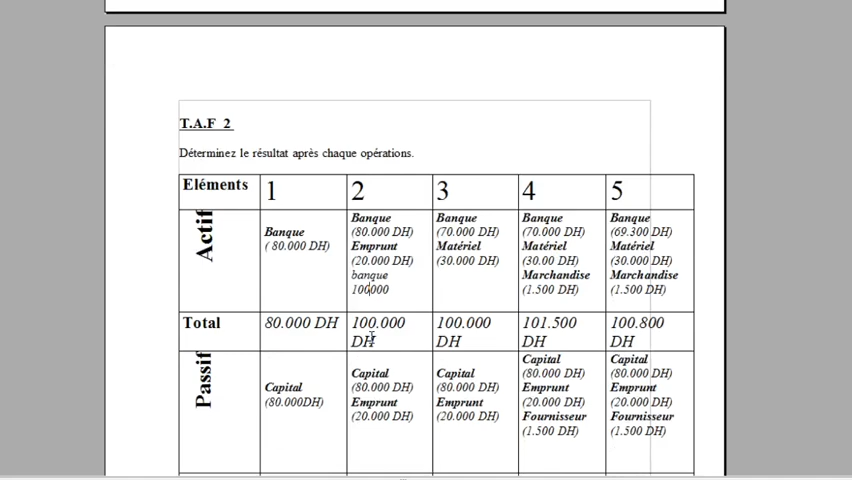 T.A.F 2
Déterminez le résultat après chaque opérations.
Eléments 1 2 3 4 5
Actif
Banque
( 80.000 DH)
Banque
(80.000 DH)
Emprunt
(20.000 DH)
banque
100000
Banque
(70.000 DH)
Matériel
(30.000 DH)
Banque
(70.000 DH)
Matériel
(30.00 DH)
Marchandise
(1.500 DH)
Banque
(69.300 DH)
Matériel
(30.000 DH)
Marchandise
(1.500 DH)
Total
80.000 DH
100.000
DH
100.000
DH
101.500
DH
100.800
DH
Passif
Capital
(80.000DH)
Capital
(80.000 DH)
Emprunt
(20.000 DH)
Capital
(80.000 DH)
Emprunt
(20.000 DH)
Capital
(80.000 DH)
Emprunt
(20.000 DH)
Fournisseur
(1.500 DH)
Capital
(80.000 DH)
Emprunt
(20.000 DH)
Fournisseur
(1.500 DH)